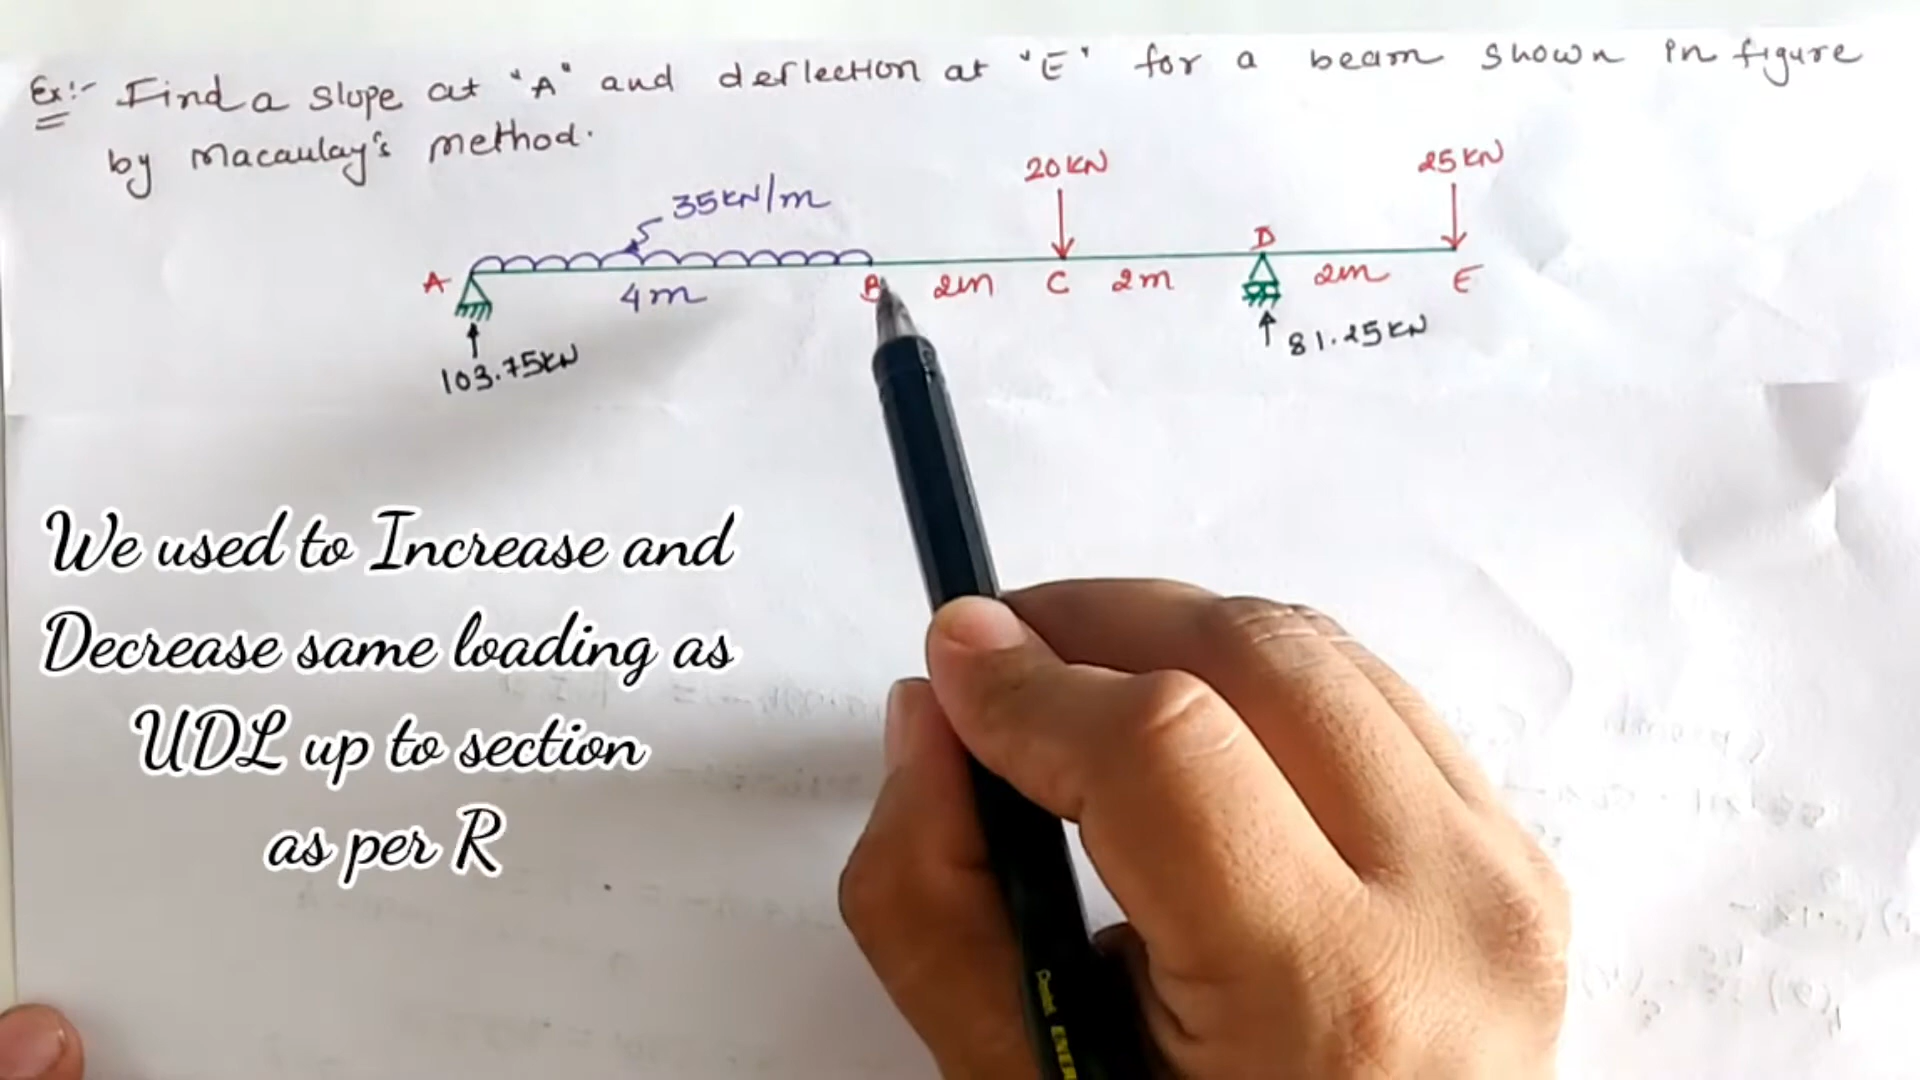 Ex:- Find a slope at "A" and deflection at "E" for a beam shown in figure
by Macaulay's method.
20KN
25KN
35KN/m
D
A
4m
B
2m
C
2m
2m
E
103.75KN
81.25KN
We used to Increase and
Decrease same loading as
UDL up to section
as per R